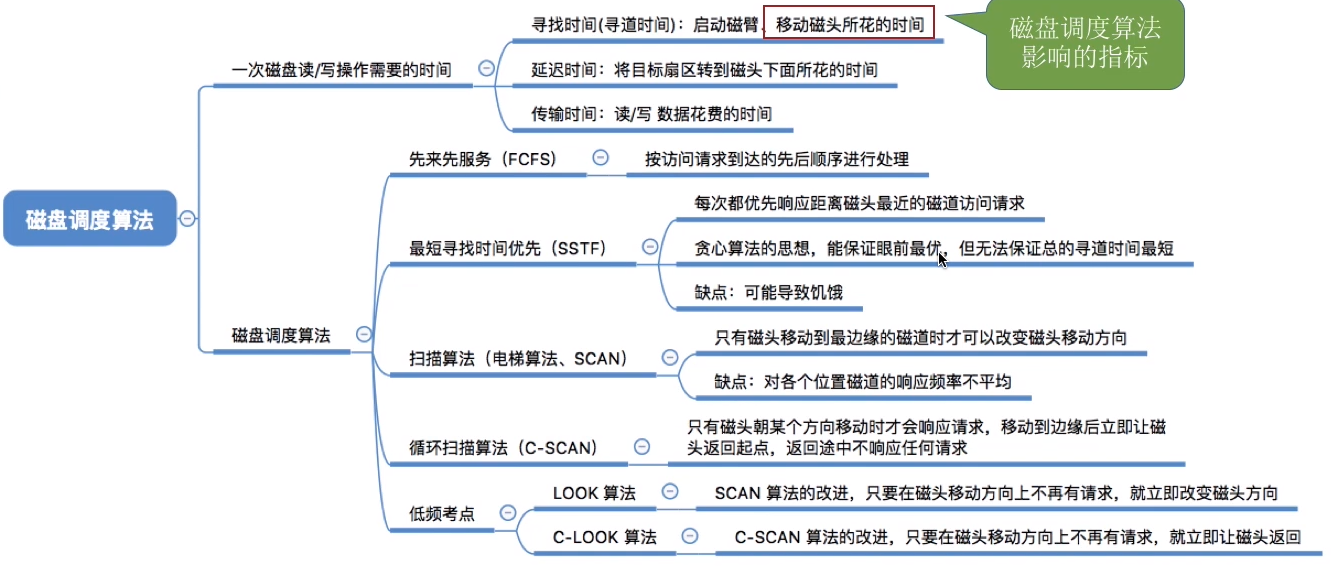 寻找时间(寻道时间)：启动磁臂、移动磁头所花的时间
磁盘调度算法
影响的指标
一次磁盘读/写操作需要的时间
延迟时间：将目标扇区转到磁头下面所花的时间
传输时间：读/写 数据花费的时间
先来先服务（FCFS）
按访问请求到达的先后顺序进行处理
磁盘调度算法
每次都优先响应距离磁头最近的磁道访问请求
最短寻找时间优先（SSTF）
贪心算法的思想，能保证眼前最优，但无法保证总的寻道时间最短
缺点：可能导致饥饿
磁盘调度算法
扫描算法（电梯算法、SCAN）
只有磁头移动到最边缘的磁道时才可以改变磁头移动方向
缺点：对各个位置磁道的响应频率不平均
循环扫描算法（C-SCAN）
只有磁头朝某个方向移动时才会响应请求，移动到边缘后立即让磁
头返回起点，返回途中不响应任何请求
低频考点
LOOK 算法
SCAN 算法的改进，只要在磁头移动方向上不再有请求，就立即改变磁头方向
C-LOOK 算法
C-SCAN 算法的改进，只要在磁头移动方向上不再有请求，就立即让磁头返回